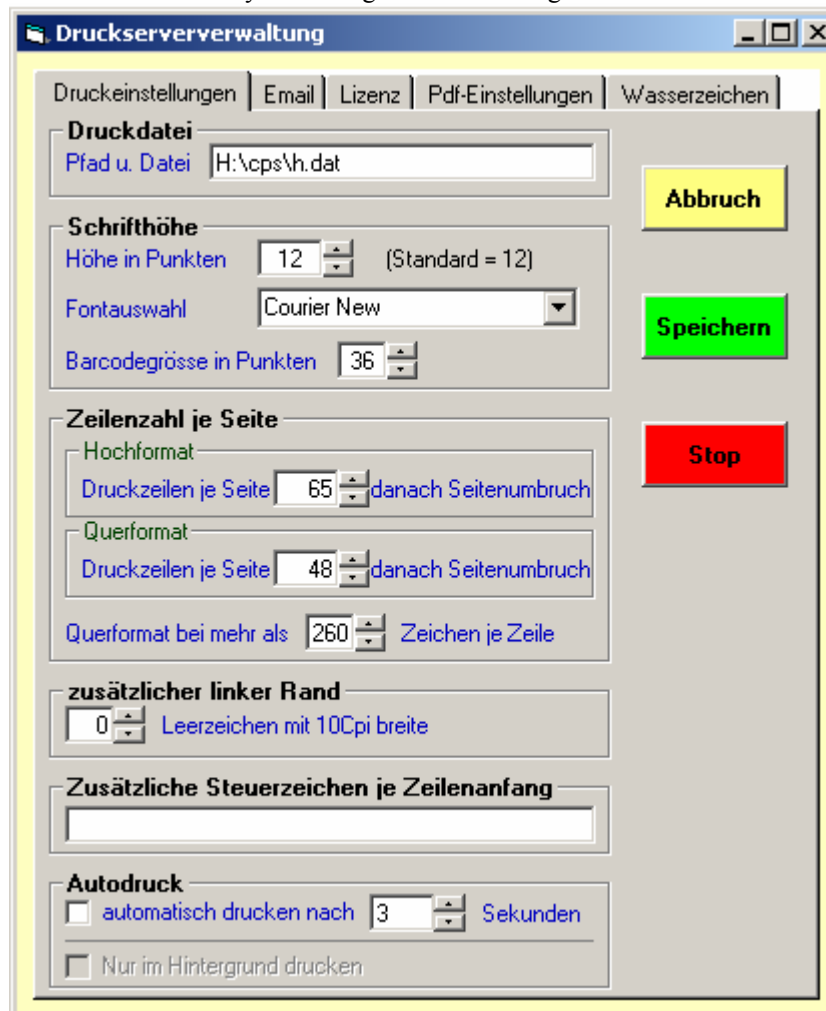 Druckserververwaltung
Druckeinstellungen Email Lizenz Pdf-Einstellungen Wasserzeichen
Druckdatei
Pfad u. Datei H:\cps\h.dat
Abbruch
Schrifthöhe
Höhe in Punkten 12 (Standard = 12)
Fontauswahl Courier New
Speichern
Barcodegrösse in Punkten 36
Zeilenzahl je Seite
Hochformat
Stop
Druckzeilen je Seite 65 danach Seitenumbruch
Querformat
Druckzeilen je Seite 48 danach Seitenumbruch
Querformat bei mehr als 260 Zeichen je Zeile
zusätzlicher linker Rand
0 Leerzeichen mit 10Cpi breite
Zusätzliche Steuerzeichen je Zeilenanfang
Autodruck
automatisch drucken nach 3 Sekunden
Nur im Hintergrund drucken